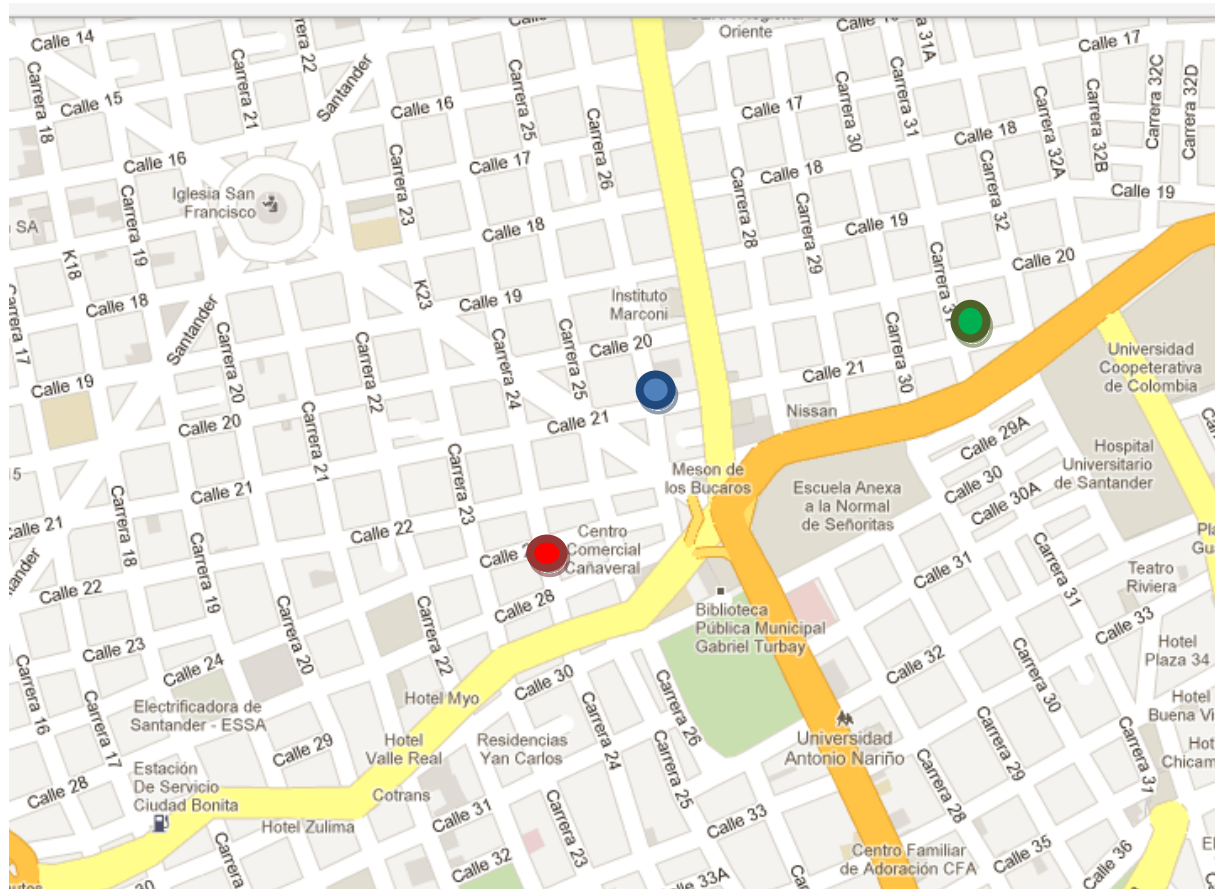 Oriente
Calle 14
Carrera 21
Santander
Carrera 18
Calle 15
Calle 16
Carrera 25
Carrera 26
Calle 17
Carrera 30
Carrera 31
31A
Calle 17
Carrera 32C
Carrera 32D
Carrera 32A
Carrera 32B
Calle 18
Carrera 32
Calle 19
Calle 16
Iglesia San
Francisco
Carrera 19
SA
K18
Carrera 23
Calle 17
Calle 18
Calle 18
Carrera 28
Carrera 29
Calle 19
Calle 20
Carrera 17
Calle 18
Santander
K23
Calle 19
Instituto
Marconi
Calle 20
Calle 19
Carrera 20
Carrera 22
Carrera 24
Carrera 25
Calle 21
Calle 21
Carrera 30
Nissan
Universidad
Coopeterativa
de Colombia
Calle 20
Carrera 21
Carrera 23
Meson de
los Bucaros
Escuela Anexa
a la Normal
de Señoritas
Calle 29A
Calle 30
Calle 30A
Hospital
Universitario
de Santander
Calle 21
Calle 21
Carrera 18
Carrera 19
Calle 22
Centro
Comercial
Cañaveral
Calle 28
Calle 31
Carrera 31
Teatro
Riviera
Calle 22
Calle 23
Calle 24
Carrera 20
Carrera 22
Biblioteca
Pública Municipal
Gabriel Turbay
Calle 33
Hotel
Plaza 34
Carrera 16
Carrera 17
Electrificadora de
Santander - ESSA
Hotel Myo
Calle 30
Carrera 26
Calle 32
Carrera 30
Hotel
Calle 29
Hotel
Valle Real
Residencias
Yan Carlos
Carrera 24
Carrera 25
Universidad
Antonio Nariño
Carrera 29
Carrera 31
Calle 28
Estación
De Servicio
Ciudad Bonita
Cotrans
Calle 31
Carrera 23
Calle 33
Carrera 28
Hotel Zulima
Carrera
Calle 32
Centro Familiar
de Adoración CFA
Calle 35
Calle 36